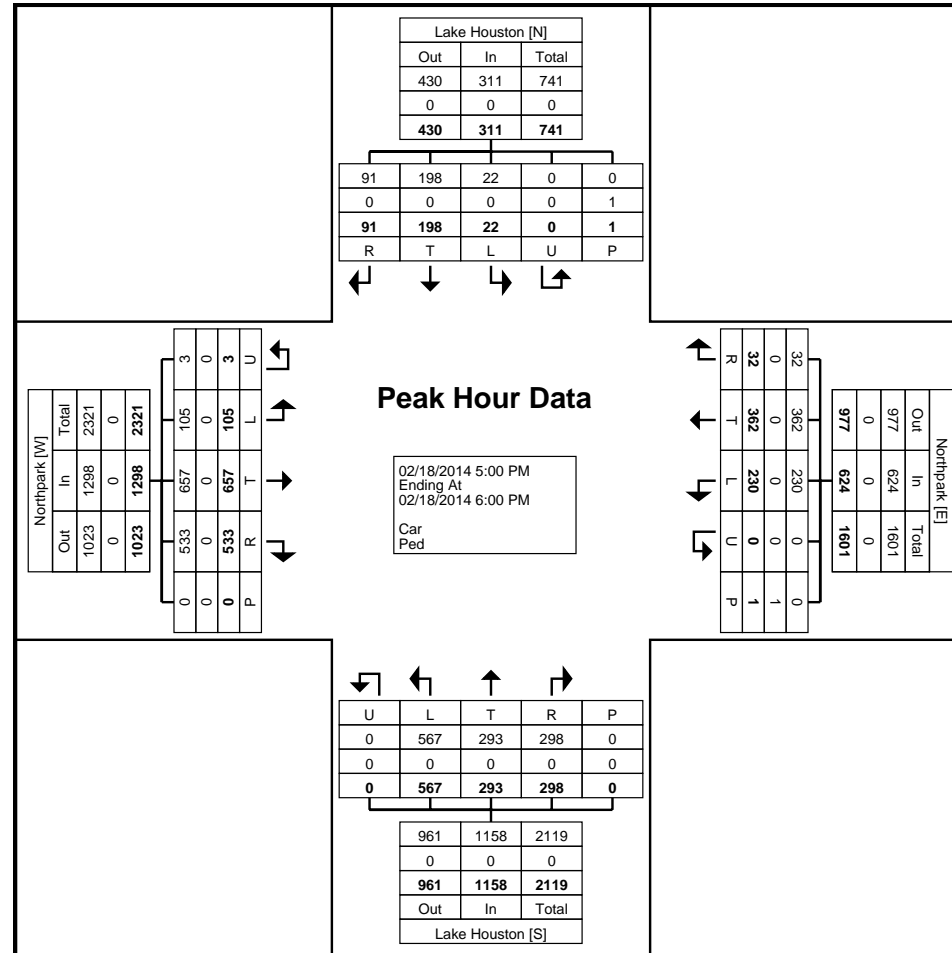 Lake Houston [N]
Out In Total
430 311 741
0 0 0
430 311 741
91 198 22 0 0
0 0 0 0 1
91 198 22 0 1
R T L U P
Peak Hour Data
02/18/2014 5:00 PM
Ending At
02/18/2014 6:00 PM
Car
Ped
Northpark [W]
Total In Out
2321 1298 1023
0 0 0
2321 1298 1023
3 105 657 533 0
0 0 0 0 0
3 105 657 533 0
U L T R P
Northpark [E]
Out In Total
977 624 1601
0 0 0
977 624 1601
32 362 230 0 0
0 0 0 0 1
32 362 230 0 1
R T L U P
U L T R P
0 567 293 298 0
0 0 0 0 0
0 567 293 298 0
961 1158 2119
0 0 0
961 1158 2119
Out In Total
Lake Houston [S]